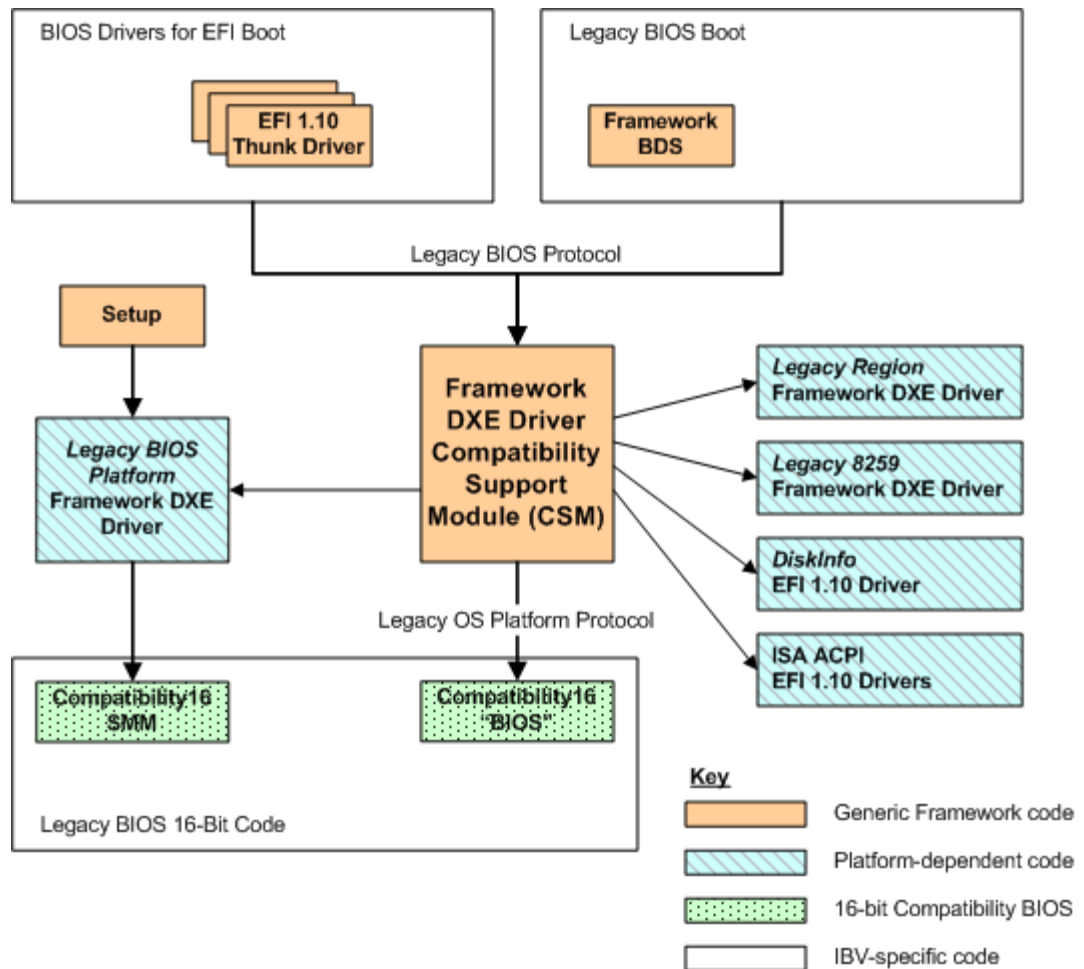 BIOS Drivers for EFI Boot
EFI 1.10
Thunk Driver
Legacy BIOS Boot
Framework
BDS
Legacy BIOS Protocol
Setup
Legacy BIOS
Platform
Framework DXE
Driver
Framework
DXE Driver
Compatibility
Support
Module (CSM)
Legacy Region
Framework DXE Driver
Legacy 8259
Framework DXE Driver
DiskInfo
EFI 1.10 Driver
ISA ACPI
EFI 1.10 Drivers
Legacy OS Platform Protocol
Compatibility16
SMM
Compatibility16
"BIOS"
Legacy BIOS 16-Bit Code
Key
Generic Framework code
Platform-dependent code
16-bit Compatibility BIOS
IBV-specific code